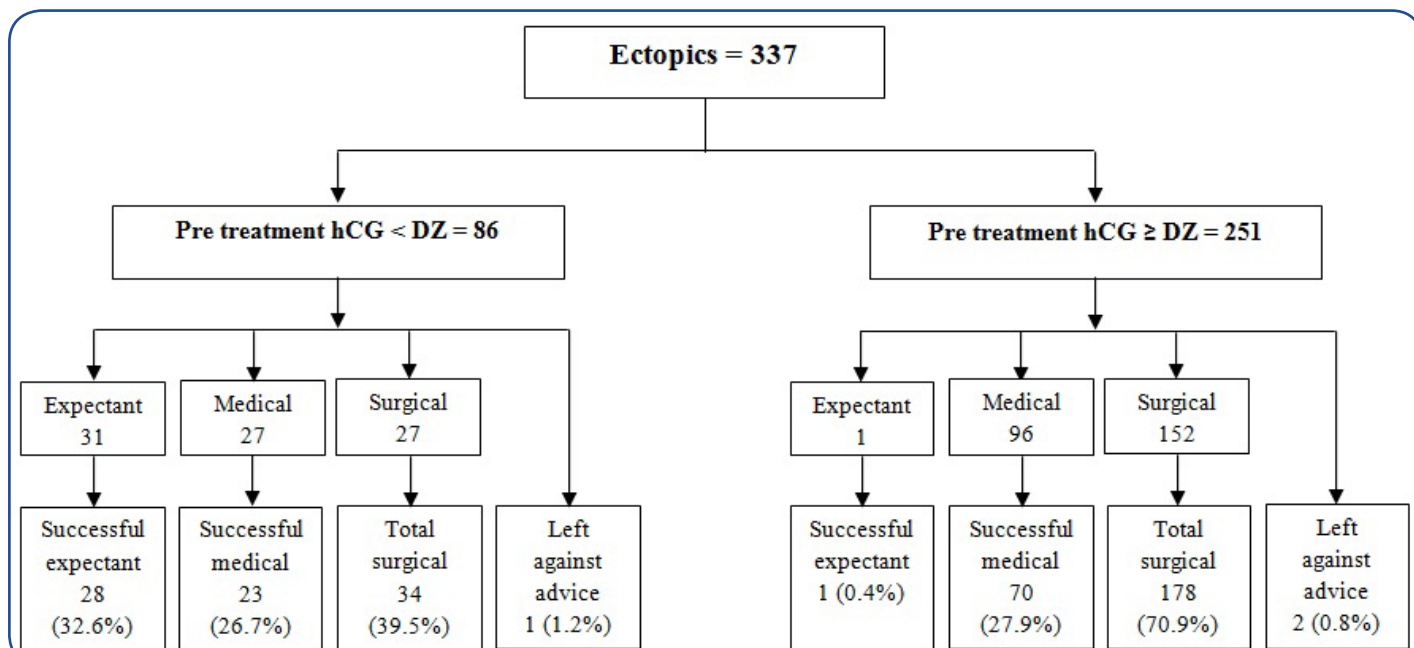 Ectopics = 337
Pre treatment hCG < DZ = 86
Pre treatment hCG ≥ DZ = 251
Expectant
31
Medical
27
Surgical
27
Expectant
1
Medical
96
Surgical
152
Successful
expectant
28
(32.6%)
Successful
medical
23
(26.7%)
Total
surgical
34
(39.5%)
Left
against
advice
1 (1.2%)
Successful
expectant
1 (0.4%)
Successful
medical
70
(27.9%)
Total
surgical
178
(70.9%)
Left
against
advice
2 (0.8%)